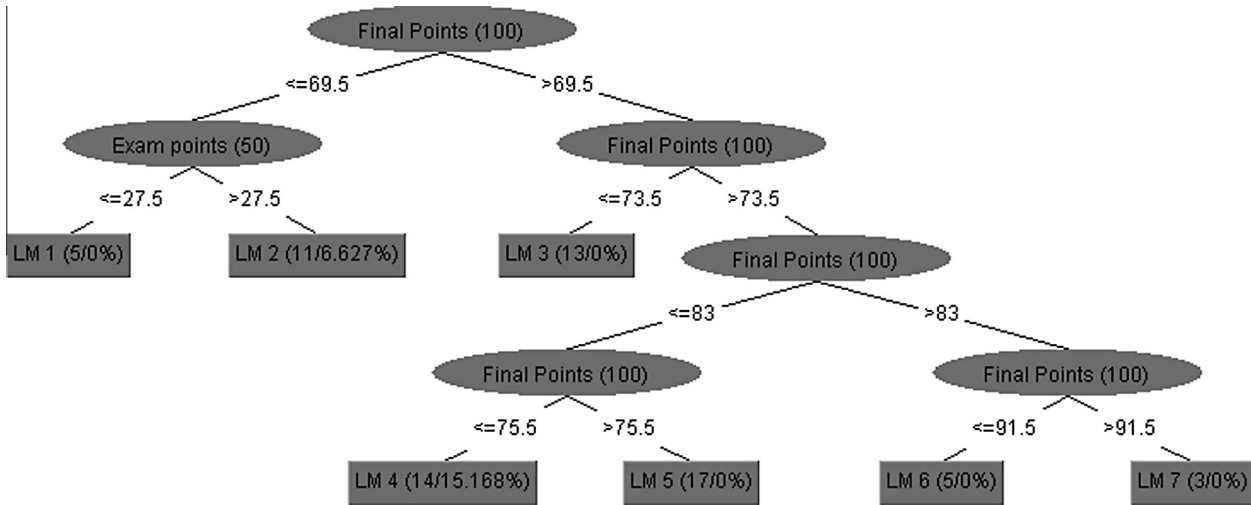 Final Points (100)
<=69.5
>69.5
Exam points (50)
Final Points (100)
<=27.5
>27.5
<=73.5
>73.5
LM 1 (5/0%)
LM 2 (11/6.627%)
LM 3 (13/0%)
Final Points (100)
<=83
>83
Final Points (100)
Final Points (100)
<=75.5
>75.5
<=91.5
>91.5
LM 4 (14/15.168%)
LM 5 (17/0%)
LM 6 (5/0%)
LM 7 (3/0%)